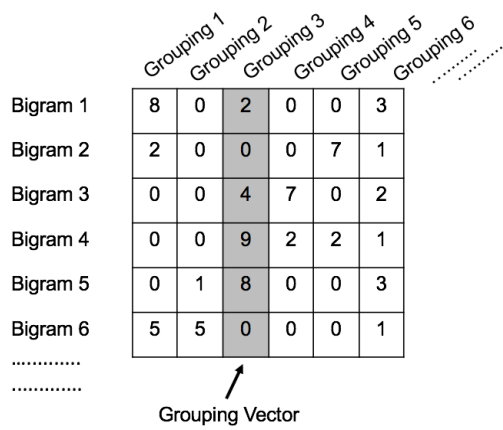 Grouping 1 Grouping 2 Grouping 3 Grouping 4 Grouping 5 Grouping 6 ......... .........
Bigram 1 8 0 2 0 0 3
Bigram 2 2 0 0 0 7 1
Bigram 3 0 0 4 7 0 2
Bigram 4 0 0 9 2 2 1
Bigram 5 0 1 8 0 0 3
Bigram 6 5 5 0 0 0 1
.............
.............
Grouping Vector